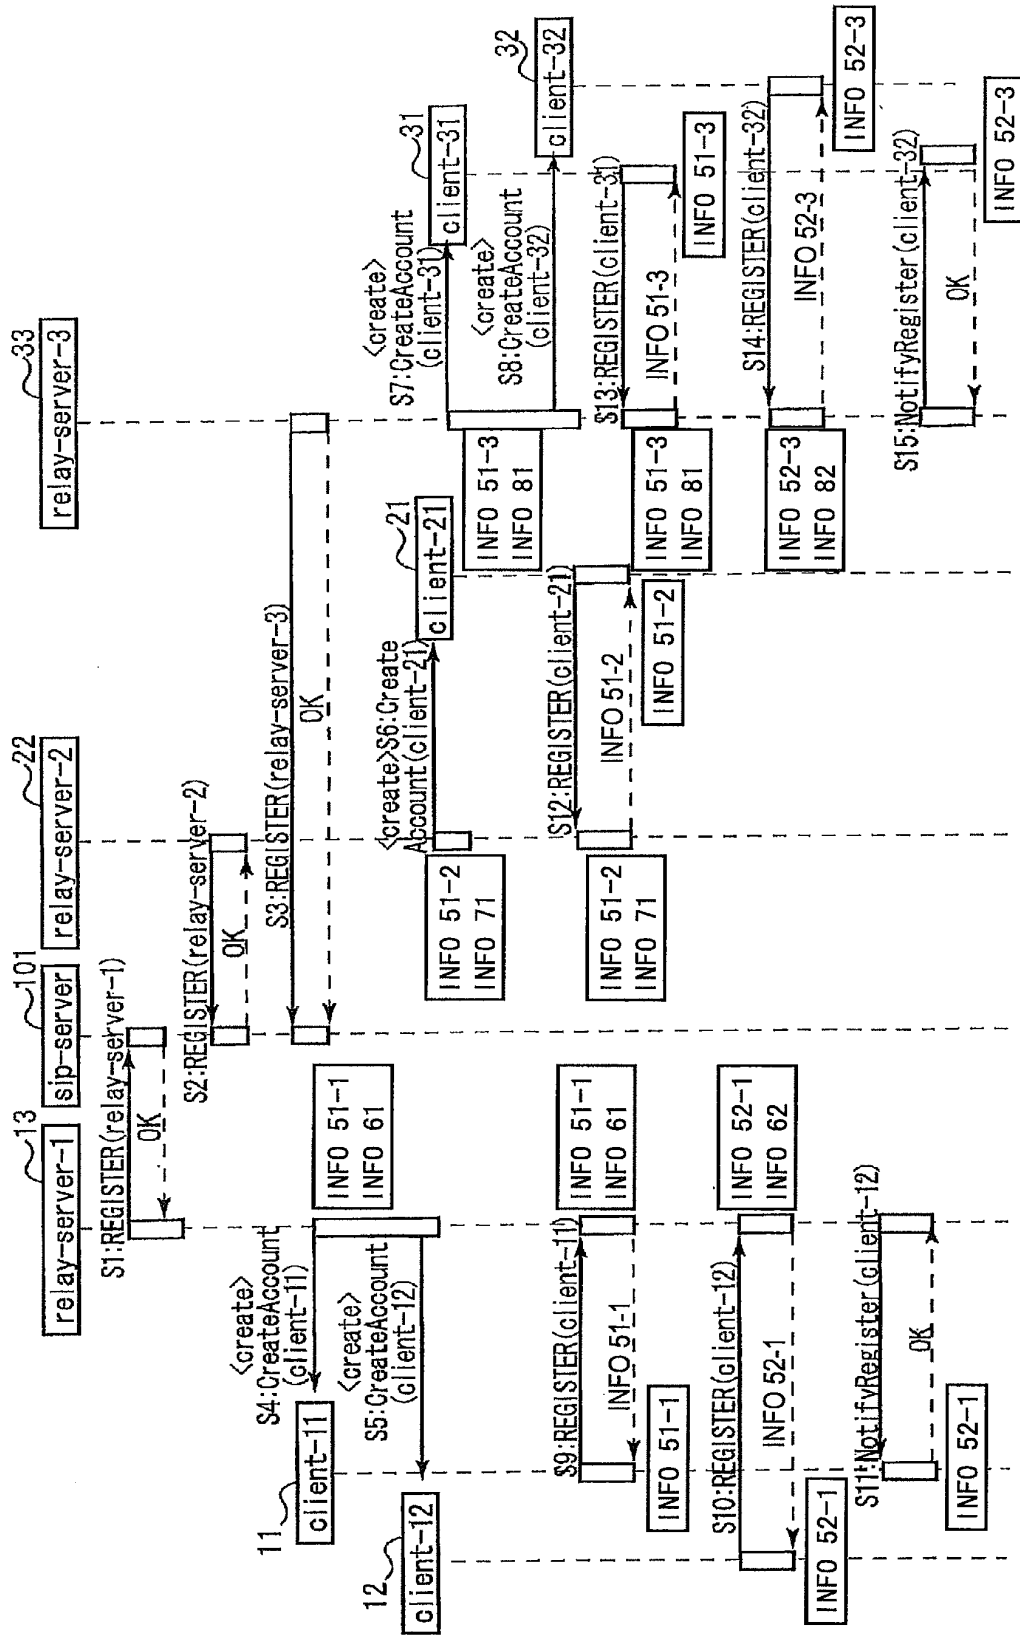 relay-server-1
13
sip-server
101
relay-server-2
22
relay-server-3
33
S1:REGISTER(relay-server-1)
OK
S2:REGISTER(relay-server-2)
OK
S3:REGISTER(relay-server-3)
OK
<create>
S4:CreateAccount
(client-11)
11
client-11
INFO 51-1
INFO 61
<create>
S5:CreateAccount
(client-12)
12
client-12
<create>S6:Create
Account(client-21)
21
client-21
INFO 51-2
INFO 71
<create>
S7:CreateAccount
(client-31)
31
client-31
INFO 51-3
INFO 81
<create>
S8:CreateAccount
(client-32)
32
client-32
S9:REGISTER(client-11)
INFO 51-1
INFO 51-1
INFO 51-1
INFO 61
S10:REGISTER(client-12)
INFO 52-1
INFO 52-1
INFO 52-1
INFO 62
S11:NotifyRegister(client-12)
OK
INFO 52-1
S12:REGISTER(client-21)
INFO 51-2
INFO 51-2
INFO 51-2
INFO 71
S13:REGISTER(client-31)
INFO 51-3
INFO 51-3
INFO 51-3
INFO 81
S14:REGISTER(client-32)
INFO 52-3
INFO 52-3
INFO 52-3
INFO 82
S15:NotifyRegister(client-32)
OK
INFO 52-3